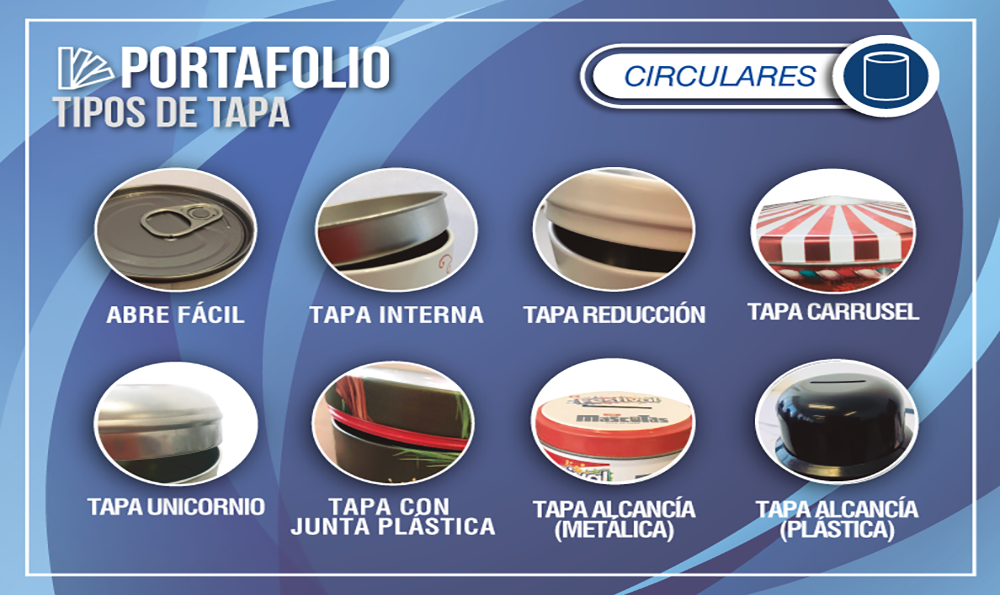 PORTAFOLIO
TIPOS DE TAPA
CIRCULARES
ABRE FÁCIL
TAPA INTERNA
TAPA REDUCCIÓN
TAPA CARRUSEL
TAPA UNICORNIO
TAPA CON
JUNTA PLÁSTICA
festival
MASCOTAS
TAPA ALCANCÍA
(METÁLICA)
TAPA ALCANCÍA
(PLÁSTICA)